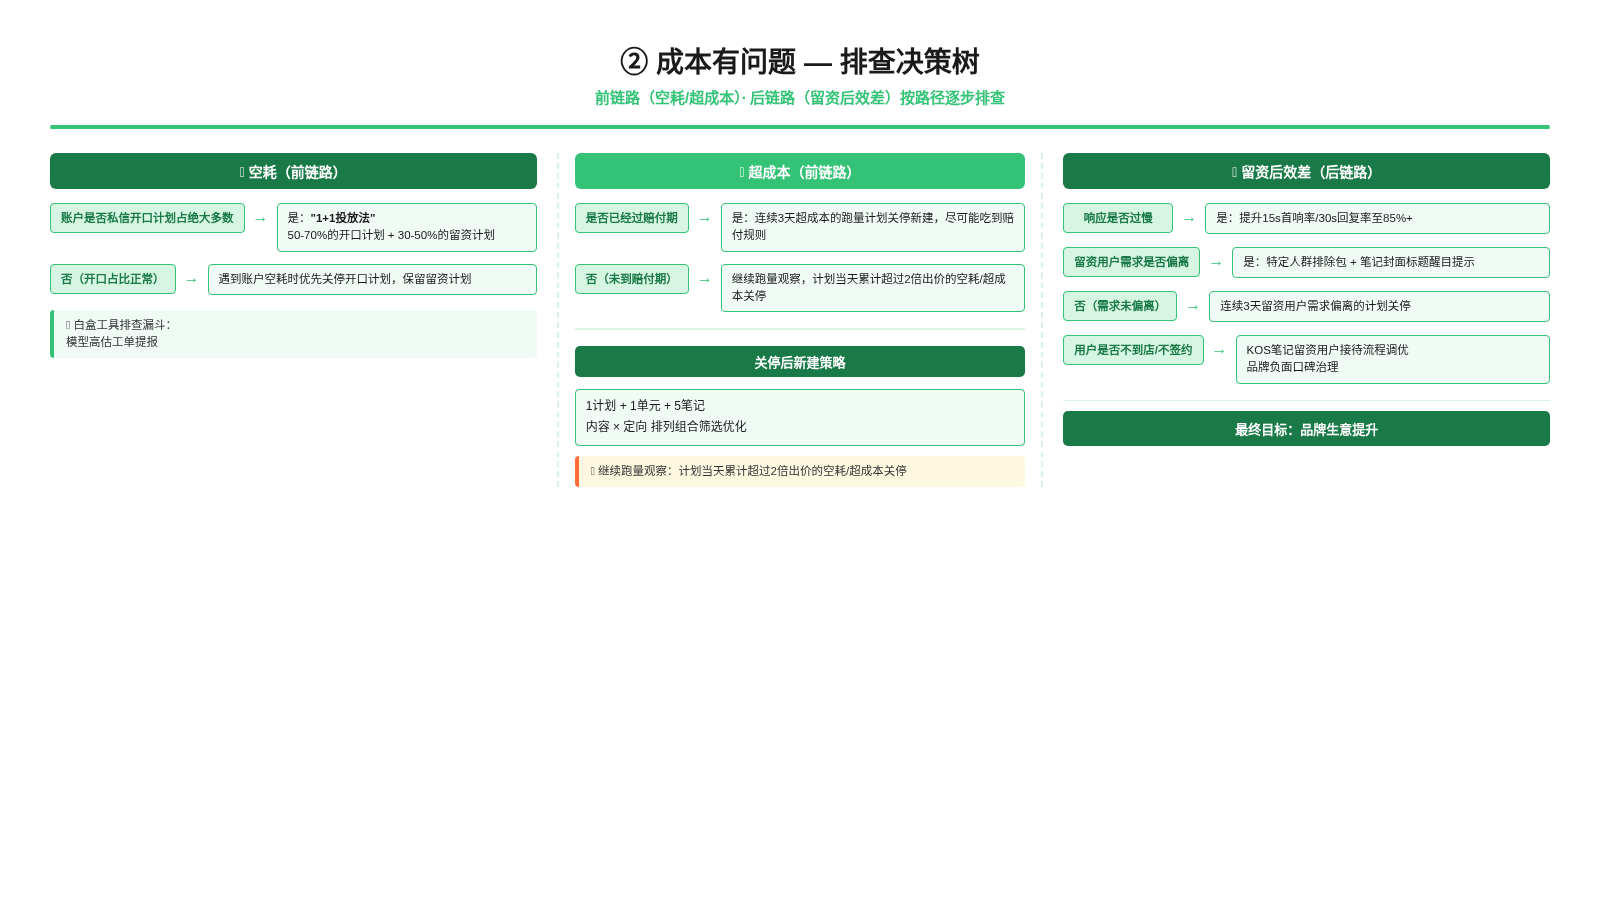 ② 成本有问题 — 排查决策树
前链路（空耗/超成本）· 后链路（留资后效差）按路径逐步排查
空耗（前链路）
账户是否私信开口计划占绝大多数
→
是："1+1投放法"
50-70%的开口计划 + 30-50%的留资计划
否（开口占比正常）
→
遇到账户空耗时优先关停开口计划，保留留资计划
白盒工具排查漏斗：
模型高估工单提报
超成本（前链路）
是否已经过赔付期
→
是：连续3天超成本的跑量计划关停新建，尽可能吃到赔
付规则
否（未到赔付期）
→
继续跑量观察，计划当天累计超过2倍出价的空耗/超成
本关停
关停后新建策略
1计划 + 1单元 + 5笔记
内容 × 定向 排列组合筛选优化
继续跑量观察：计划当天累计超过2倍出价的空耗/超成本关停
留资后效差（后链路）
响应是否过慢
→
是：提升15s首响率/30s回复率至85%+
留资用户需求是否偏离
→
是：特定人群排除包 + 笔记封面标题醒目提示
否（需求未偏离）
→
连续3天留资用户需求偏离的计划关停
用户是否不到店/不签约
→
KOS笔记留资用户接待流程调优
品牌负面口碑治理
最终目标：品牌生意提升